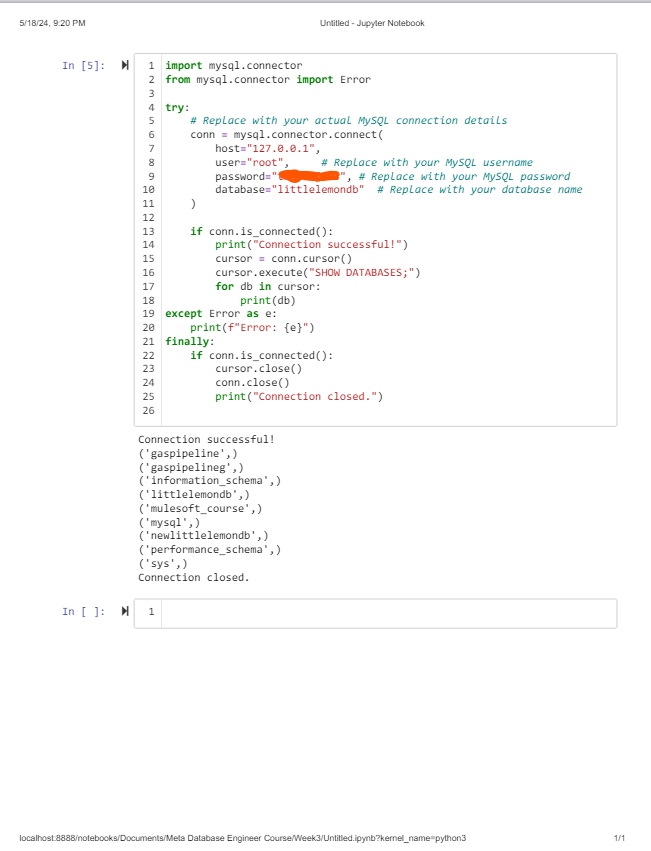 5/18/24, 9:20 PM Untitled - Jupyter Notebook
In [5]:
1 import mysql.connector
2 from mysql.connector import Error
3
4 try:
5     # Replace with your actual MySQL connection details
6     conn = mysql.connector.connect(
7         host="127.0.0.1",
8         user="root",     # Replace with your MySQL username
9         password="", # Replace with your MySQL password
10         database="littlelemondb"  # Replace with your database name
11     )
12
13     if conn.is_connected():
14         print("Connection successful!")
15         cursor = conn.cursor()
16         cursor.execute("SHOW DATABASES;")
17         for db in cursor:
18             print(db)
19 except Error as e:
20     print(f"Error: {e}")
21 finally:
22     if conn.is_connected():
23         cursor.close()
24         conn.close()
25         print("Connection closed.")
26
Connection successful!
('gaspipeline',)
('gaspipelineg',)
('information_schema',)
('littlelemondb',)
('mulesoft_course',)
('mysql',)
('newlittlelemondb',)
('performance_schema',)
('sys',)
Connection closed.
In [ ]: 1
localhost:8888/notebooks/Documents/Meta Database Engineer Course/Week3/Untitled.ipynb?kernel_name=python3 1/1